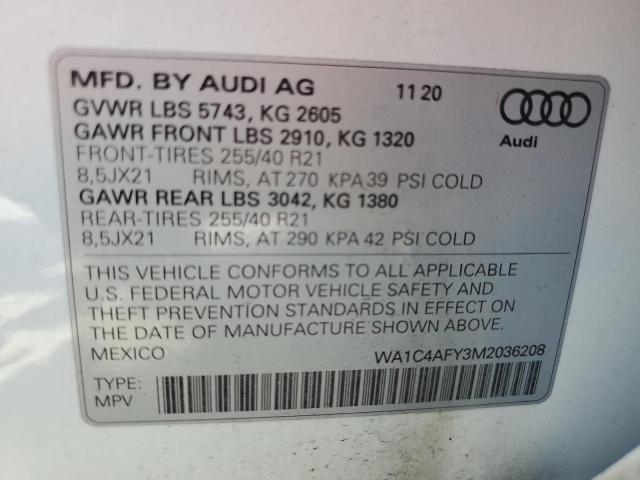 MFD. BY AUDI AG 11 20
GVWR LBS 5743, KG 2605
GAWR FRONT LBS 2910, KG 1320
Audi
FRONT-TIRES 255/40 R21
8,5JX21 RIMS, AT 270 KPA 39 PSI COLD
GAWR REAR LBS 3042, KG 1380
REAR-TIRES 255/40 R21
8,5JX21 RIMS, AT 290 KPA 42 PSI COLD
THIS VEHICLE CONFORMS TO ALL APPLICABLE
U.S. FEDERAL MOTOR VEHICLE SAFETY AND
THEFT PREVENTION STANDARDS IN EFFECT ON
THE DATE OF MANUFACTURE SHOWN ABOVE.
MEXICO WA1C4AFY3M2036208
TYPE:
MPV